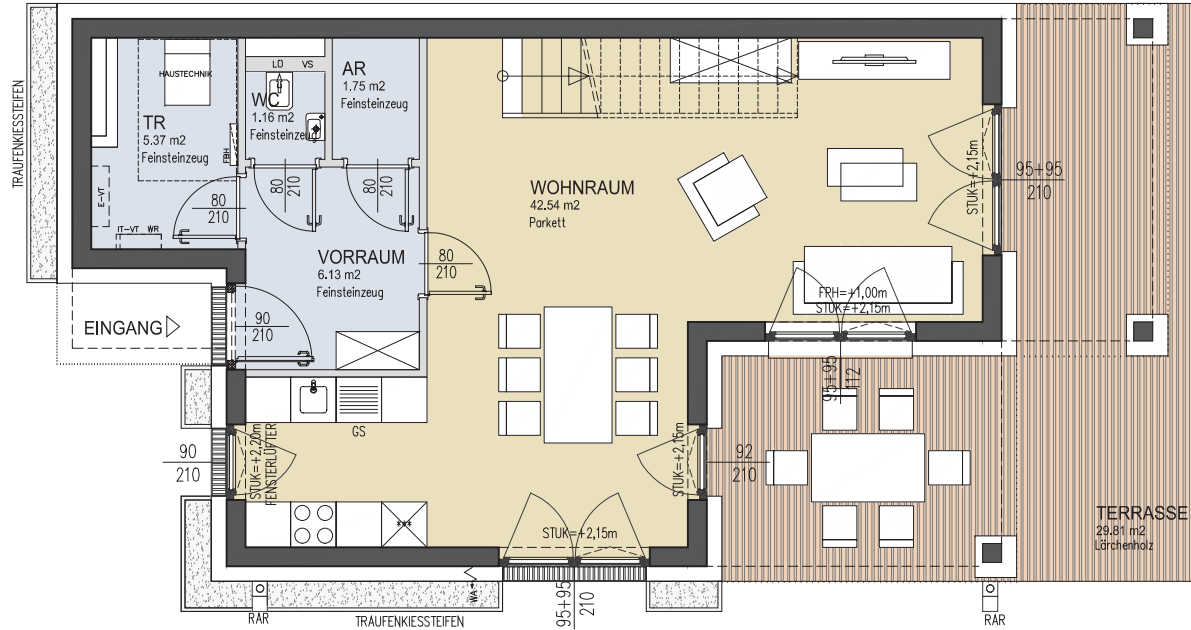 TRAUFENKIESSTEIFEN
HAUSTECHNIK
TR
5.37 m2
Feinsteinzeug
FBH
E-VT
IT-VT WR
LÜ VS
WC
1.16 m2
Feinsteinzeug
AR
1.75 m2
Feinsteinzeug
80
210
80
210
80
210
VORRAUM
6.13 m2
Feinsteinzeug
80
210
WOHNRAUM
42.54 m2
Parkett
STUK=+2,15m
95+95
210
FPH=+1,00m
STUK=+2,15m
95+95
112
EINGANG
90
210
GS
90
210
STUK=+2,20m
FENSTERLÜFTER
***
STUK=+2,15m
92
210
STUK=+2,15m
95+95
210
TERRASSE
29.81 m2
Lärchenholz
WA
RAR
TRAUFENKIESSTEIFEN
RAR